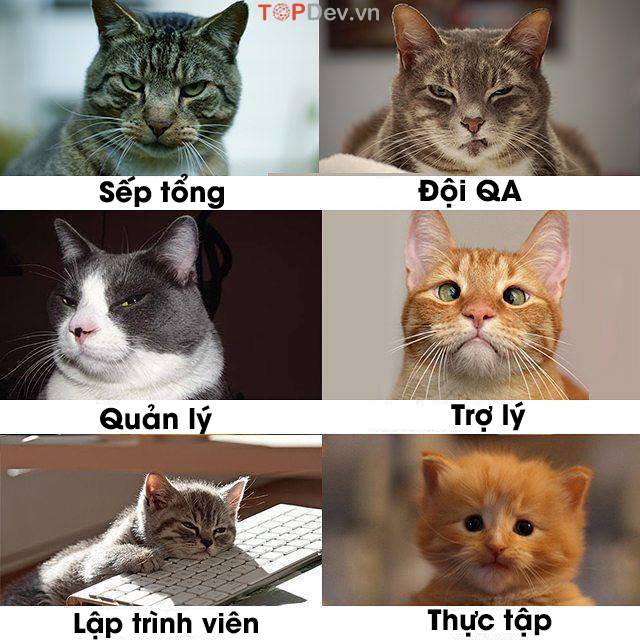 TOPDev.vn
Sếp tổng
Đội QA
Quản lý
Trợ lý
Lập trình viên
Thực tập